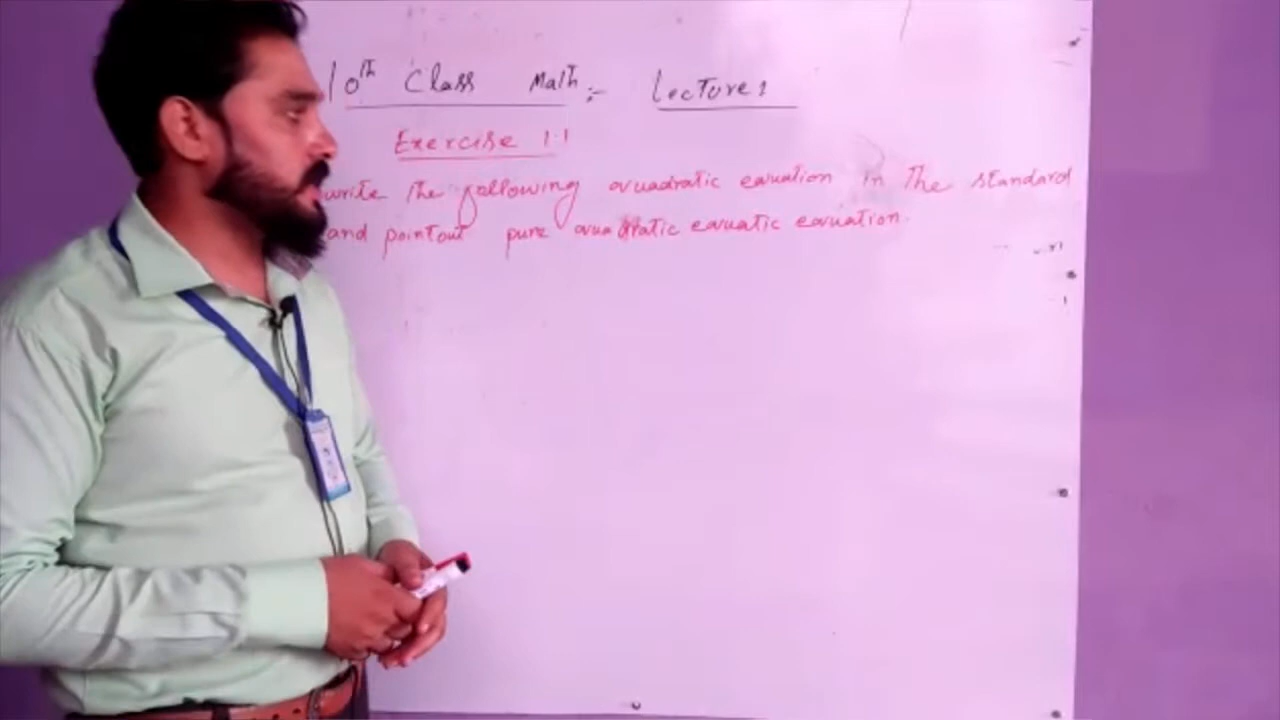 10th Class Math:- Lecture 1
Exercise 1.1
write the following quadratic equation in the standard
and pointout pure quadratic equatic equation.